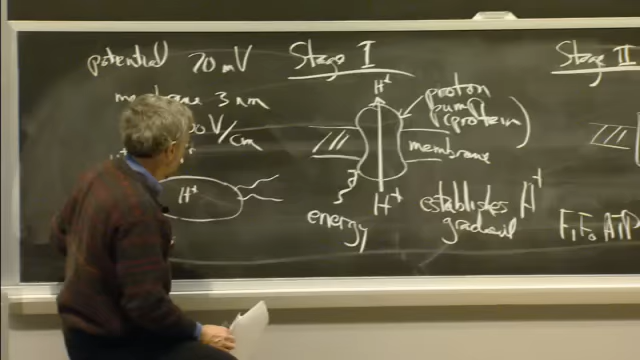 potential 70 mV
membrane 3 nm
V/cm
H+
Stage I
H+
proton
pump
(protein)
membrane
H+
energy
establishes H+
gradient
Stage II
F1F0 ATP